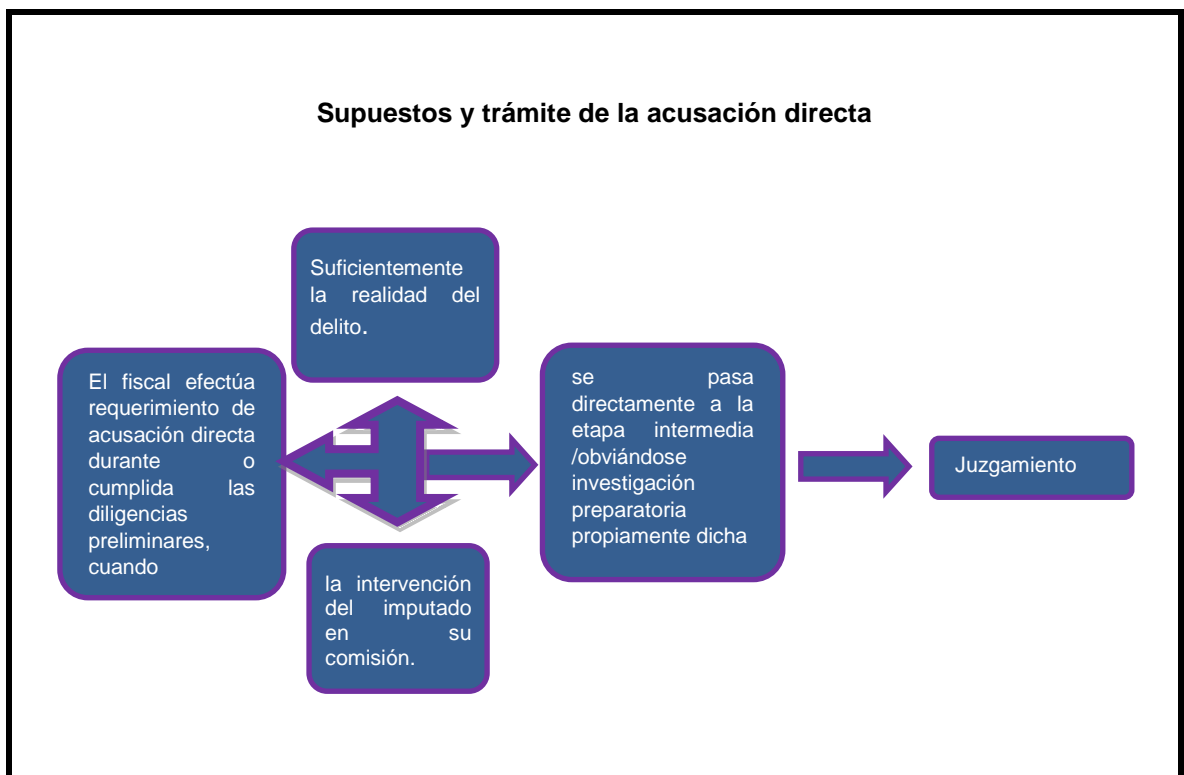 Supuestos y trámite de la acusación directa
El fiscal efectúa
requerimiento de
acusación directa
durante o
cumplida las
diligencias
preliminares,
cuando
Suficientemente
la realidad del
delito.
la intervención
del imputado
en su
comisión.
se pasa
directamente a la
etapa intermedia
/obviándose
investigación
preparatoria
propiamente dicha
Juzgamiento